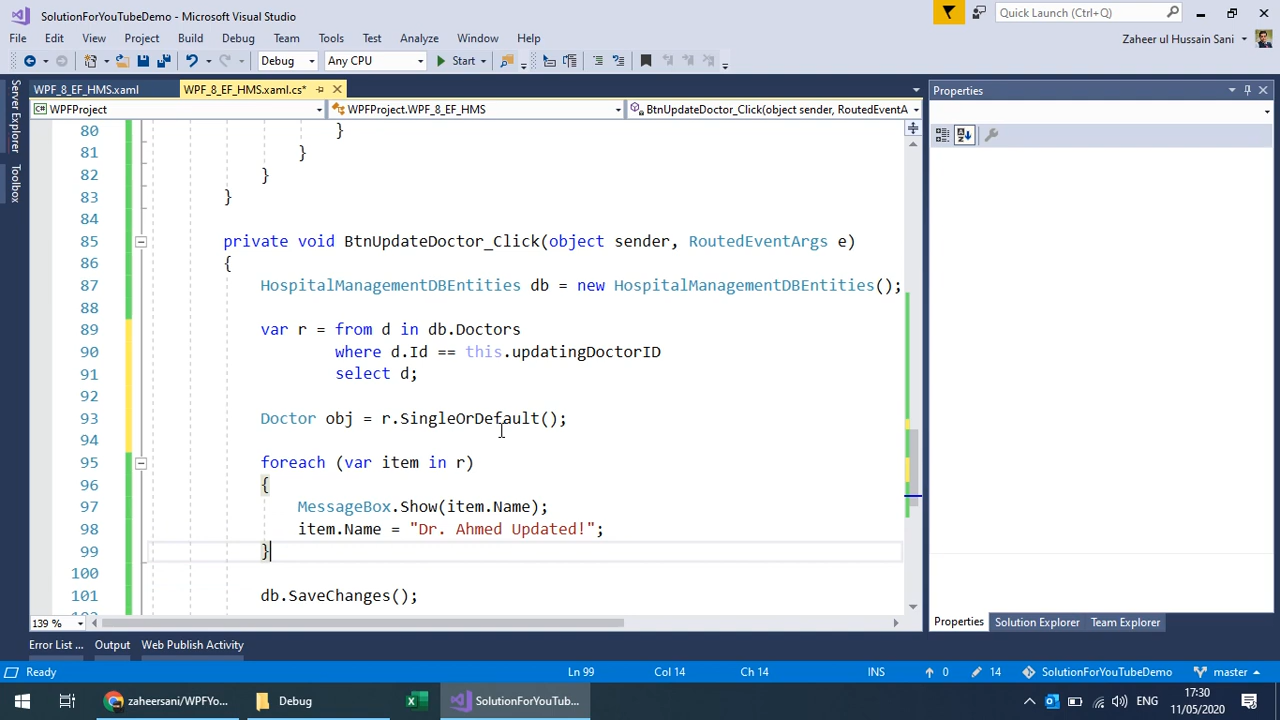 SolutionForYouTubeDemo - Microsoft Visual Studio
Quick Launch (Ctrl+Q)
File Edit View Project Build Debug Team Tools Test Analyze Window Help
Zaheer ul Hussain Sani
Debug Any CPU Start
WPF_8_EF_HMS.xaml WPF_8_EF_HMS.xaml.cs*
Properties
WPFProject WPFProject.WPF_8_EF_HMS BtnUpdateDoctor_Click(object sender, RoutedEventA
Server Explorer
Toolbox
80 }
81 }
82 }
83 }
84
85 private void BtnUpdateDoctor_Click(object sender, RoutedEventArgs e)
86 {
87 HospitalManagementDBEntities db = new HospitalManagementDBEntities();
88
89 var r = from d in db.Doctors
90 where d.Id == this.updatingDoctorID
91 select d;
92
93 Doctor obj = r.SingleOrDefault();
94
95 foreach (var item in r)
96 {
97 MessageBox.Show(item.Name);
98 item.Name = "Dr. Ahmed Updated!";
99 }
100
101 db.SaveChanges();
139 %
Properties Solution Explorer Team Explorer
Error List ... Output Web Publish Activity
Ready Ln 99 Col 14 Ch 14 INS 0 14 SolutionForYouTubeDemo master
zaheersani/WPFYo... Debug SolutionForYouTub... ENG 17:30
11/05/2020